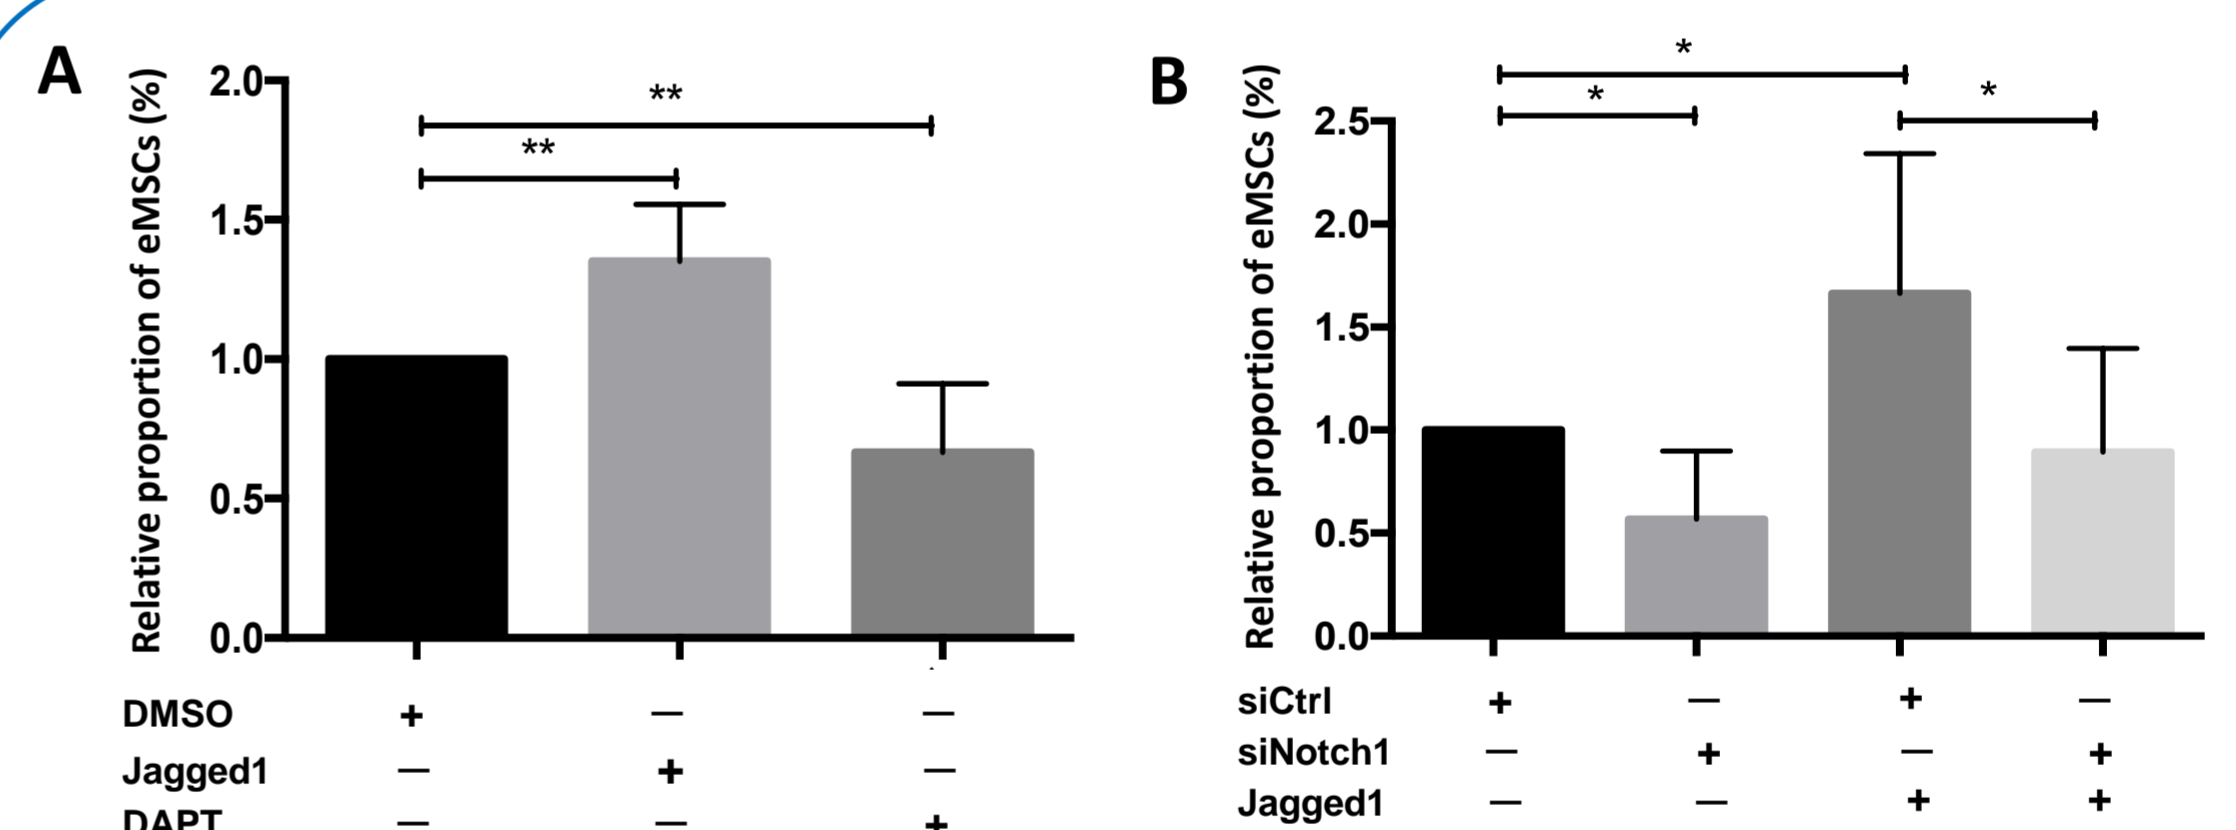 A
Relative proportion of eMSCs (%)
2.0
1.5
1.0
0.5
0.0
**
**
DMSO + — —
Jagged1 — + —
DAPT — — +
B
Relative proportion of eMSCs (%)
2.5
2.0
1.5
1.0
0.5
0.0
*
*
*
siCtrl + — + —
siNotch1 — + — +
Jagged1 — — + +